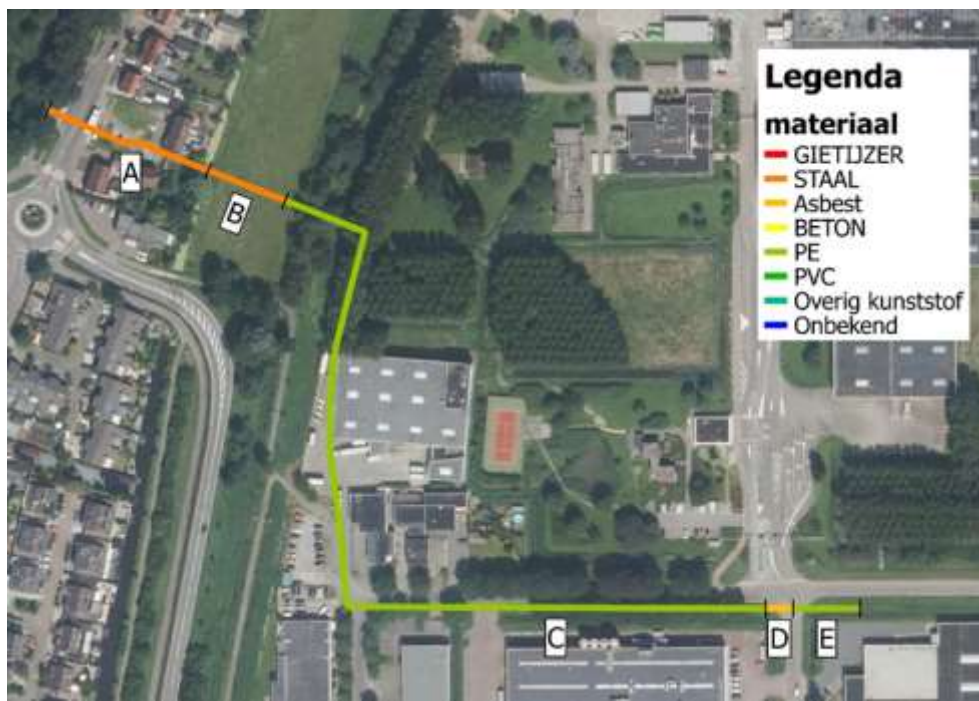 Legenda
materiaal
GIETIJZER
STAAL
Asbest
BETON
PE
PVC
Overig kunststof
Onbekend
A
B
C
D
E